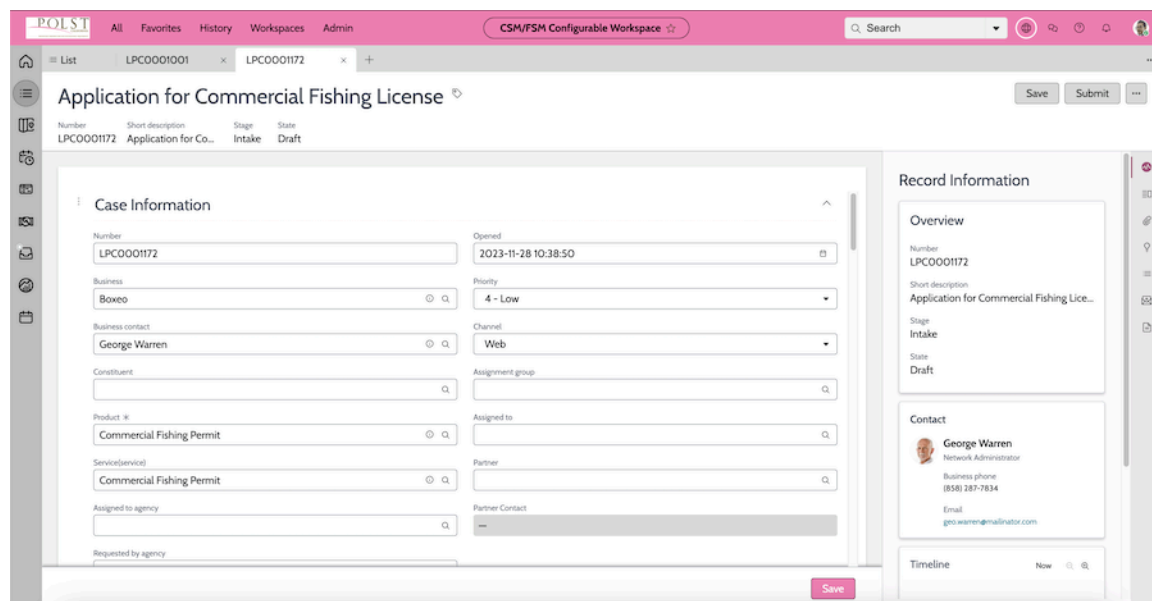 POLST All Favorites History Workspaces Admin CSM/FSM Configurable Workspace Search
List LPC0001001 × LPC0001172 × +
Application for Commercial Fishing License Save Submit ...
Number Short description Stage State
LPC0001172 Application for Co... Intake Draft
Case Information
Number
LPC0001172
Opened
2023-11-28 10:38:50
Business
Boxeo
Priority
4 - Low
Business contact
George Warren
Channel
Web
Constituent
Assignment group
Product *
Commercial Fishing Permit
Assigned to
Service(service)
Commercial Fishing Permit
Partner
Assigned to agency
Partner Contact
—
Requested by agency
Save
Record Information
Overview
Number
LPC0001172
Short description
Application for Commercial Fishing Lice...
Stage
Intake
State
Draft
Contact
George Warren
Network Administrator
Business phone
(858) 287-7834
Email
geo.warren@mailinator.com
Timeline Now